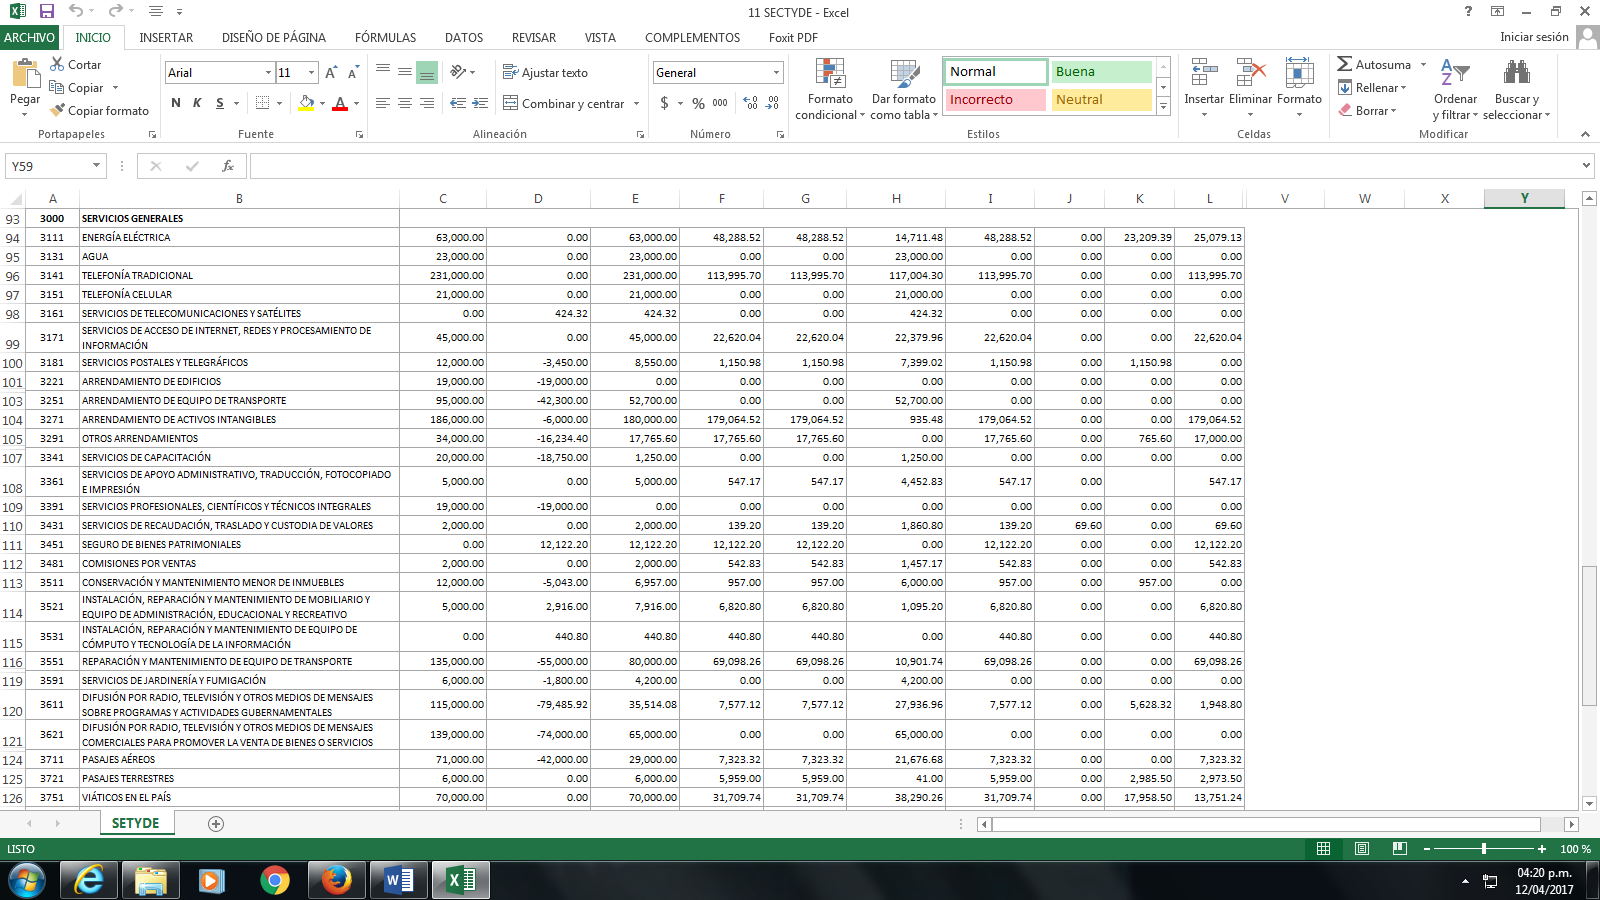 11 SECTYDE - Excel
ARCHIVO INICIO INSERTAR DISEÑO DE PÁGINA FÓRMULAS DATOS REVISAR VISTA COMPLEMENTOS Foxit PDF Iniciar sesión
Pegar Cortar Copiar Copiar formato Portapapeles
Arial 11 N K S Fuente
Ajustar texto Combinar y centrar Alineación
General $ % 000 Número
Formato condicional Dar formato como tabla Normal Buena Incorrecto Neutral Estilos
Insertar Eliminar Formato Celdas
Autosuma Rellenar Borrar Ordenar y filtrar Buscar y seleccionar Modificar
Y59 fx
A B C D E F G H I J K L V W X Y
93 3000 SERVICIOS GENERALES
94 3111 ENERGÍA ELÉCTRICA 63,000.00 0.00 63,000.00 48,288.52 48,288.52 14,711.48 48,288.52 0.00 23,209.39 25,079.13
95 3131 AGUA 23,000.00 0.00 23,000.00 0.00 0.00 23,000.00 0.00 0.00 0.00 0.00
96 3141 TELEFONÍA TRADICIONAL 231,000.00 0.00 231,000.00 113,995.70 113,995.70 117,004.30 113,995.70 0.00 0.00 113,995.70
97 3151 TELEFONÍA CELULAR 21,000.00 0.00 21,000.00 0.00 0.00 21,000.00 0.00 0.00 0.00 0.00
98 3161 SERVICIOS DE TELECOMUNICACIONES Y SATÉLITES 0.00 424.32 424.32 0.00 0.00 424.32 0.00 0.00 0.00 0.00
99 3171 SERVICIOS DE ACCESO DE INTERNET, REDES Y PROCESAMIENTO DE
INFORMACIÓN 45,000.00 0.00 45,000.00 22,620.04 22,620.04 22,379.96 22,620.04 0.00 0.00 22,620.04
100 3181 SERVICIOS POSTALES Y TELEGRÁFICOS 12,000.00 -3,450.00 8,550.00 1,150.98 1,150.98 7,399.02 1,150.98 0.00 1,150.98 0.00
101 3221 ARRENDAMIENTO DE EDIFICIOS 19,000.00 -19,000.00 0.00 0.00 0.00 0.00 0.00 0.00 0.00 0.00
103 3251 ARRENDAMIENTO DE EQUIPO DE TRANSPORTE 95,000.00 -42,300.00 52,700.00 0.00 0.00 52,700.00 0.00 0.00 0.00 0.00
104 3271 ARRENDAMIENTO DE ACTIVOS INTANGIBLES 186,000.00 -6,000.00 180,000.00 179,064.52 179,064.52 935.48 179,064.52 0.00 0.00 179,064.52
105 3291 OTROS ARRENDAMIENTOS 34,000.00 -16,234.40 17,765.60 17,765.60 17,765.60 0.00 17,765.60 0.00 765.60 17,000.00
107 3341 SERVICIOS DE CAPACITACIÓN 20,000.00 -18,750.00 1,250.00 0.00 0.00 1,250.00 0.00 0.00 0.00 0.00
108 3361 SERVICIOS DE APOYO ADMINISTRATIVO, TRADUCCIÓN, FOTOCOPIADO
E IMPRESIÓN 5,000.00 0.00 5,000.00 547.17 547.17 4,452.83 547.17 0.00 547.17
109 3391 SERVICIOS PROFESIONALES, CIENTÍFICOS Y TÉCNICOS INTEGRALES 19,000.00 -19,000.00 0.00 0.00 0.00 0.00 0.00 0.00 0.00 0.00
110 3431 SERVICIOS DE RECAUDACIÓN, TRASLADO Y CUSTODIA DE VALORES 2,000.00 0.00 2,000.00 139.20 139.20 1,860.80 139.20 69.60 0.00 69.60
111 3451 SEGURO DE BIENES PATRIMONIALES 0.00 12,122.20 12,122.20 12,122.20 12,122.20 0.00 12,122.20 0.00 0.00 12,122.20
112 3481 COMISIONES POR VENTAS 2,000.00 0.00 2,000.00 542.83 542.83 1,457.17 542.83 0.00 0.00 542.83
113 3511 CONSERVACIÓN Y MANTENIMIENTO MENOR DE INMUEBLES 12,000.00 -5,043.00 6,957.00 957.00 957.00 6,000.00 957.00 0.00 957.00 0.00
114 3521 INSTALACIÓN, REPARACIÓN Y MANTENIMIENTO DE MOBILIARIO Y
EQUIPO DE ADMINISTRACIÓN, EDUCACIONAL Y RECREATIVO 5,000.00 2,916.00 7,916.00 6,820.80 6,820.80 1,095.20 6,820.80 0.00 0.00 6,820.80
115 3531 INSTALACIÓN, REPARACIÓN Y MANTENIMIENTO DE EQUIPO DE
CÓMPUTO Y TECNOLOGÍA DE LA INFORMACIÓN 0.00 440.80 440.80 440.80 440.80 0.00 440.80 0.00 0.00 440.80
116 3551 REPARACIÓN Y MANTENIMIENTO DE EQUIPO DE TRANSPORTE 135,000.00 -55,000.00 80,000.00 69,098.26 69,098.26 10,901.74 69,098.26 0.00 0.00 69,098.26
119 3591 SERVICIOS DE JARDINERÍA Y FUMIGACIÓN 6,000.00 -1,800.00 4,200.00 0.00 0.00 4,200.00 0.00 0.00 0.00 0.00
120 3611 DIFUSIÓN POR RADIO, TELEVISIÓN Y OTROS MEDIOS DE MENSAJES
SOBRE PROGRAMAS Y ACTIVIDADES GUBERNAMENTALES 115,000.00 -79,485.92 35,514.08 7,577.12 7,577.12 27,936.96 7,577.12 0.00 5,628.32 1,948.80
121 3621 DIFUSIÓN POR RADIO, TELEVISIÓN Y OTROS MEDIOS DE MENSAJES
COMERCIALES PARA PROMOVER LA VENTA DE BIENES O SERVICIOS 139,000.00 -74,000.00 65,000.00 0.00 0.00 65,000.00 0.00 0.00 0.00 0.00
124 3711 PASAJES AÉREOS 71,000.00 -42,000.00 29,000.00 7,323.32 7,323.32 21,676.68 7,323.32 0.00 0.00 7,323.32
125 3721 PASAJES TERRESTRES 6,000.00 0.00 6,000.00 5,959.00 5,959.00 41.00 5,959.00 0.00 2,985.50 2,973.50
126 3751 VIÁTICOS EN EL PAÍS 70,000.00 0.00 70,000.00 31,709.74 31,709.74 38,290.26 31,709.74 0.00 17,958.50 13,751.24
SETYDE
LISTO 100 %
04:20 p.m.
12/04/2017